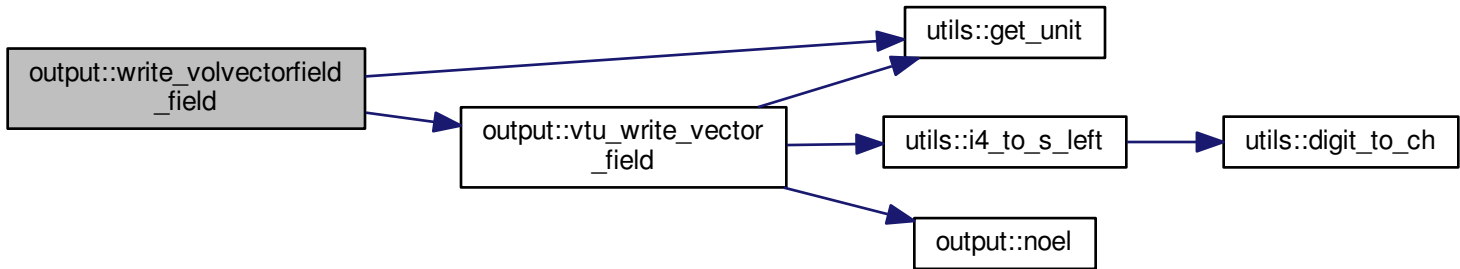 output::write_volvectorfield
_field
output::vtu_write_vector
_field
utils::get_unit
utils::i4_to_s_left
utils::digit_to_ch
output::noel